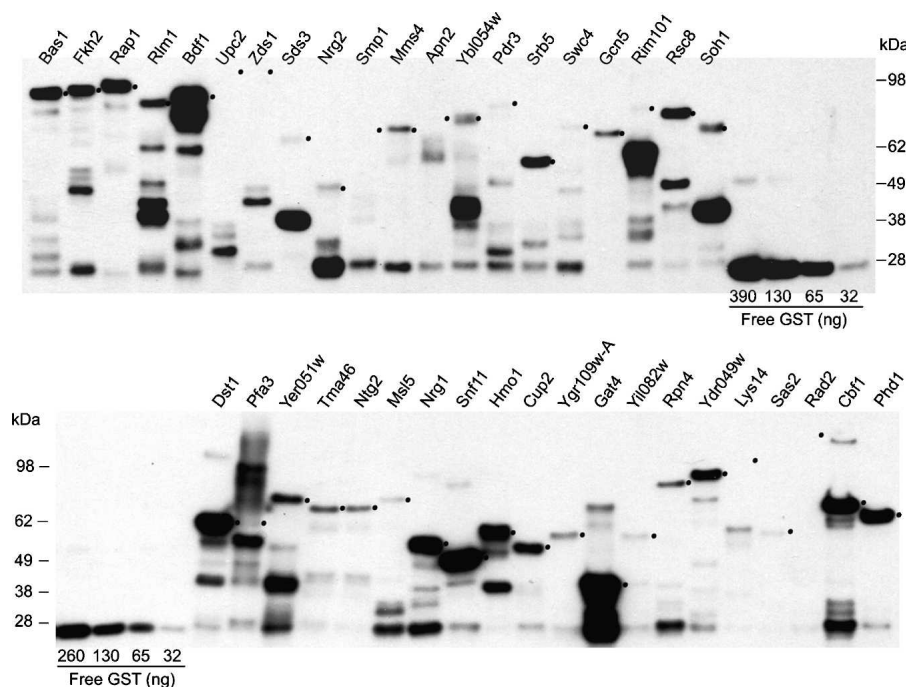 Bas1 Fkh2 Rap1 Rlm1 Bdf1 Upc2 Zds1 Sds3 Nrg2 Smp1 Mms4 Apn2 Ybl054w Pdr3 Srb5 Swc4 Gcn5 Rim101 Rsc8 Soh1
kDa
98
62
49
38
28
390 130 65 32
Free GST (ng)
Dst1 Pfa3 Yer051w Tma46 Ntg2 Msl5 Nrg1 Snf11 Hmo1 Cup2 Ygr109w-A Gat4 Yil082w Rpn4 Ydr049w Lys14 Sas2 Rad2 Cbf1 Phd1
kDa
98
62
49
38
28
260 130 65 32
Free GST (ng)